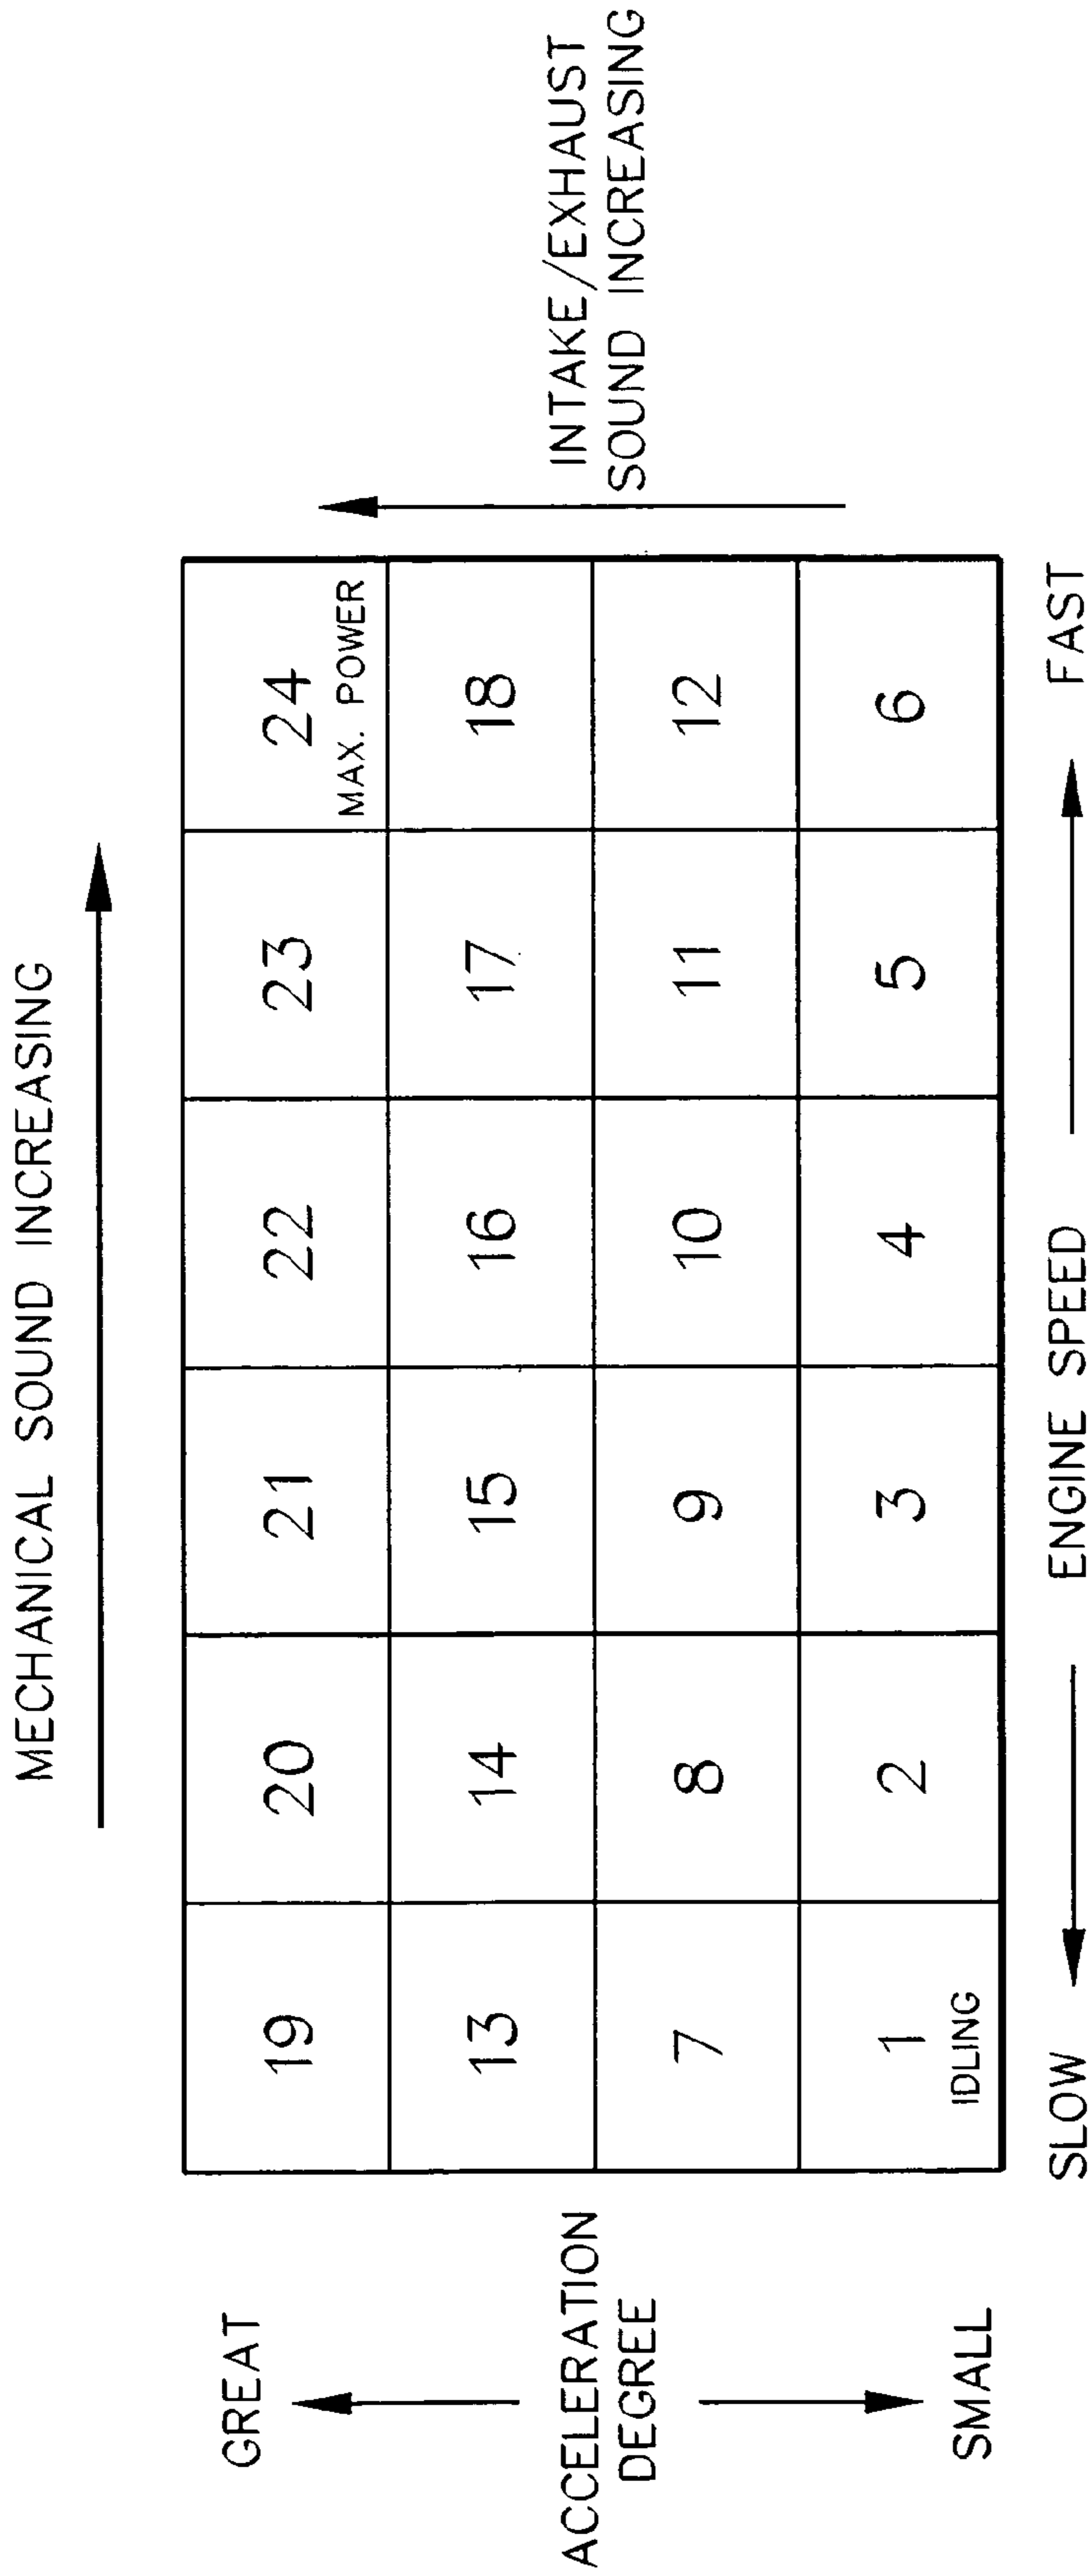 MECHANICAL SOUND INCREASING
GREAT
ACCELERATION
DEGREE
SMALL
19 20 21 22 23 24
MAX. POWER
13 14 15 16 17 18
7 8 9 10 11 12
1 2 3 4 5 6
IDLING
INTAKE/EXHAUST
SOUND INCREASING
SLOW ENGINE SPEED FAST